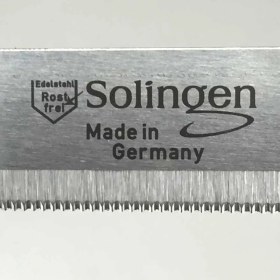 Edelstahl
Rost
frei
Solingen
Made in
Germany